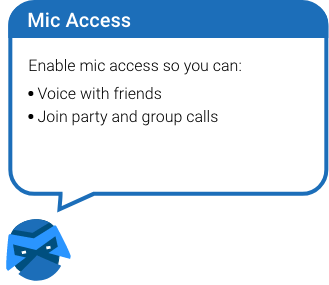 Mic Access
Enable mic access so you can:
• Voice with friends
• Join party and group calls